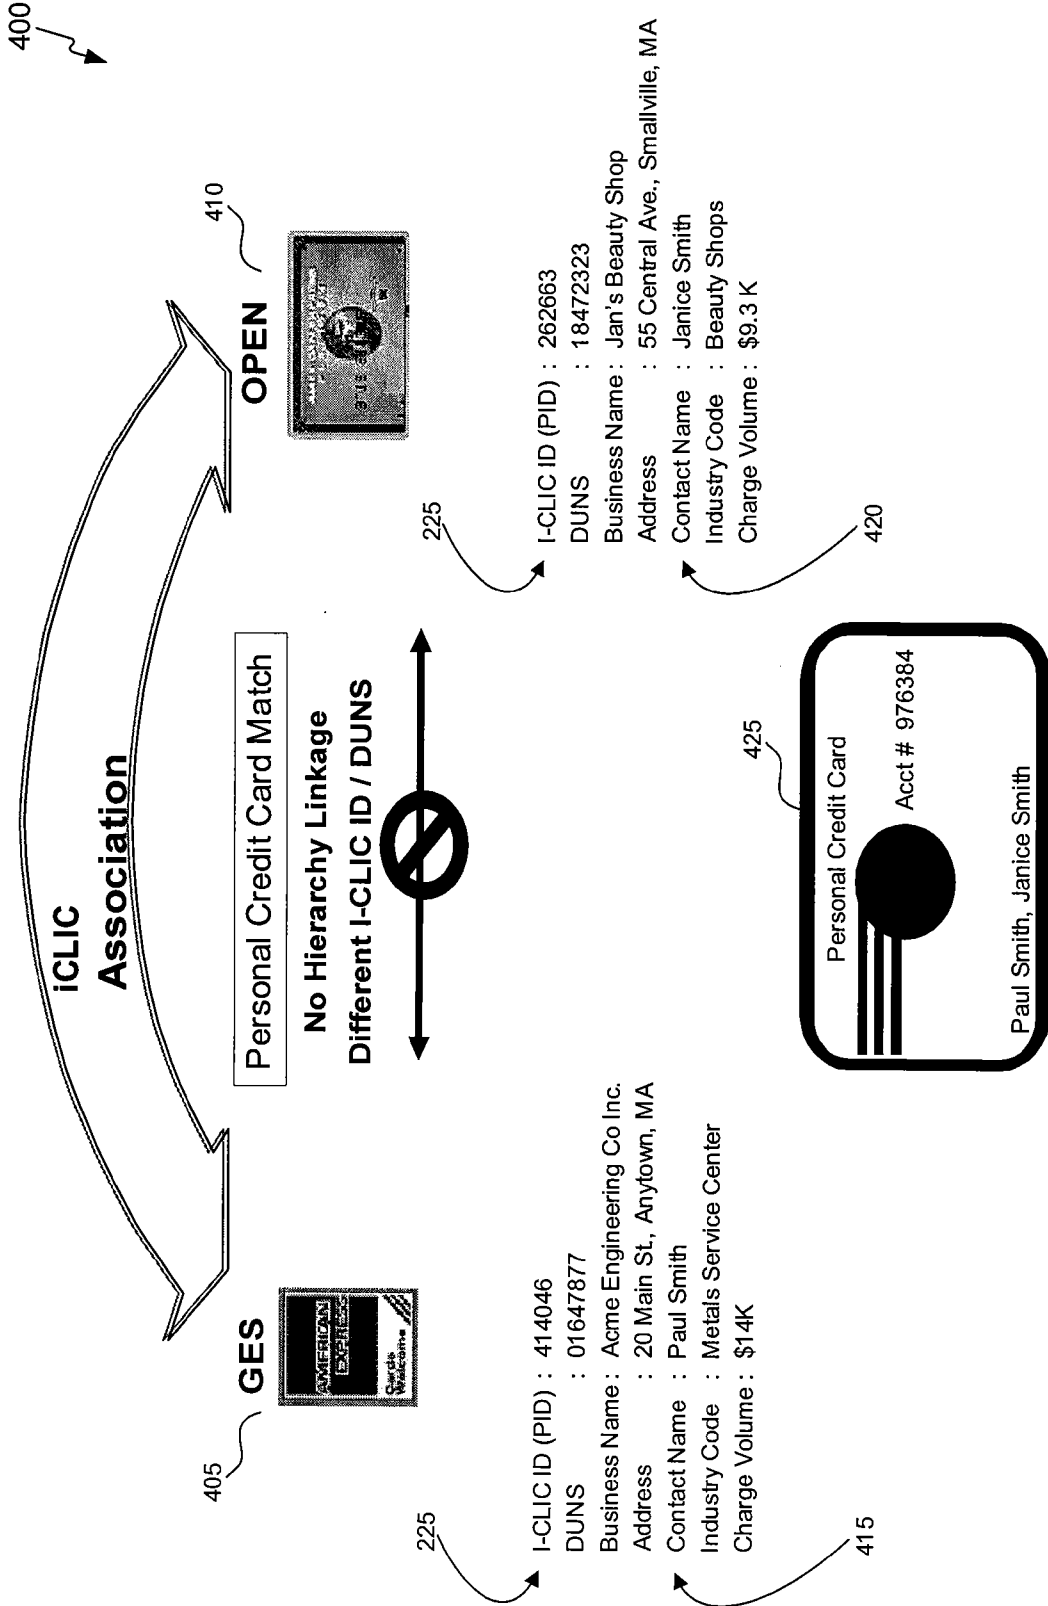 400
iCLIC
Association
GES
405
AMERICAN
EXPRESS
Cards
Welcome
OPEN
410
Personal Credit Card Match
No Hierarchy Linkage
Different I-CLIC ID / DUNS
225
I-CLIC ID (PID) : 414046
DUNS : 01647877
Business Name : Acme Engineering Co Inc.
Address : 20 Main St., Anytown, MA
Contact Name : Paul Smith
Industry Code : Metals Service Center
Charge Volume : $14K
415
225
I-CLIC ID (PID) : 262663
DUNS : 18472323
Business Name : Jan's Beauty Shop
Address : 55 Central Ave., Smallville, MA
Contact Name : Janice Smith
Industry Code : Beauty Shops
Charge Volume : $9.3 K
420
425
Personal Credit Card
Acct # 976384
Paul Smith, Janice Smith